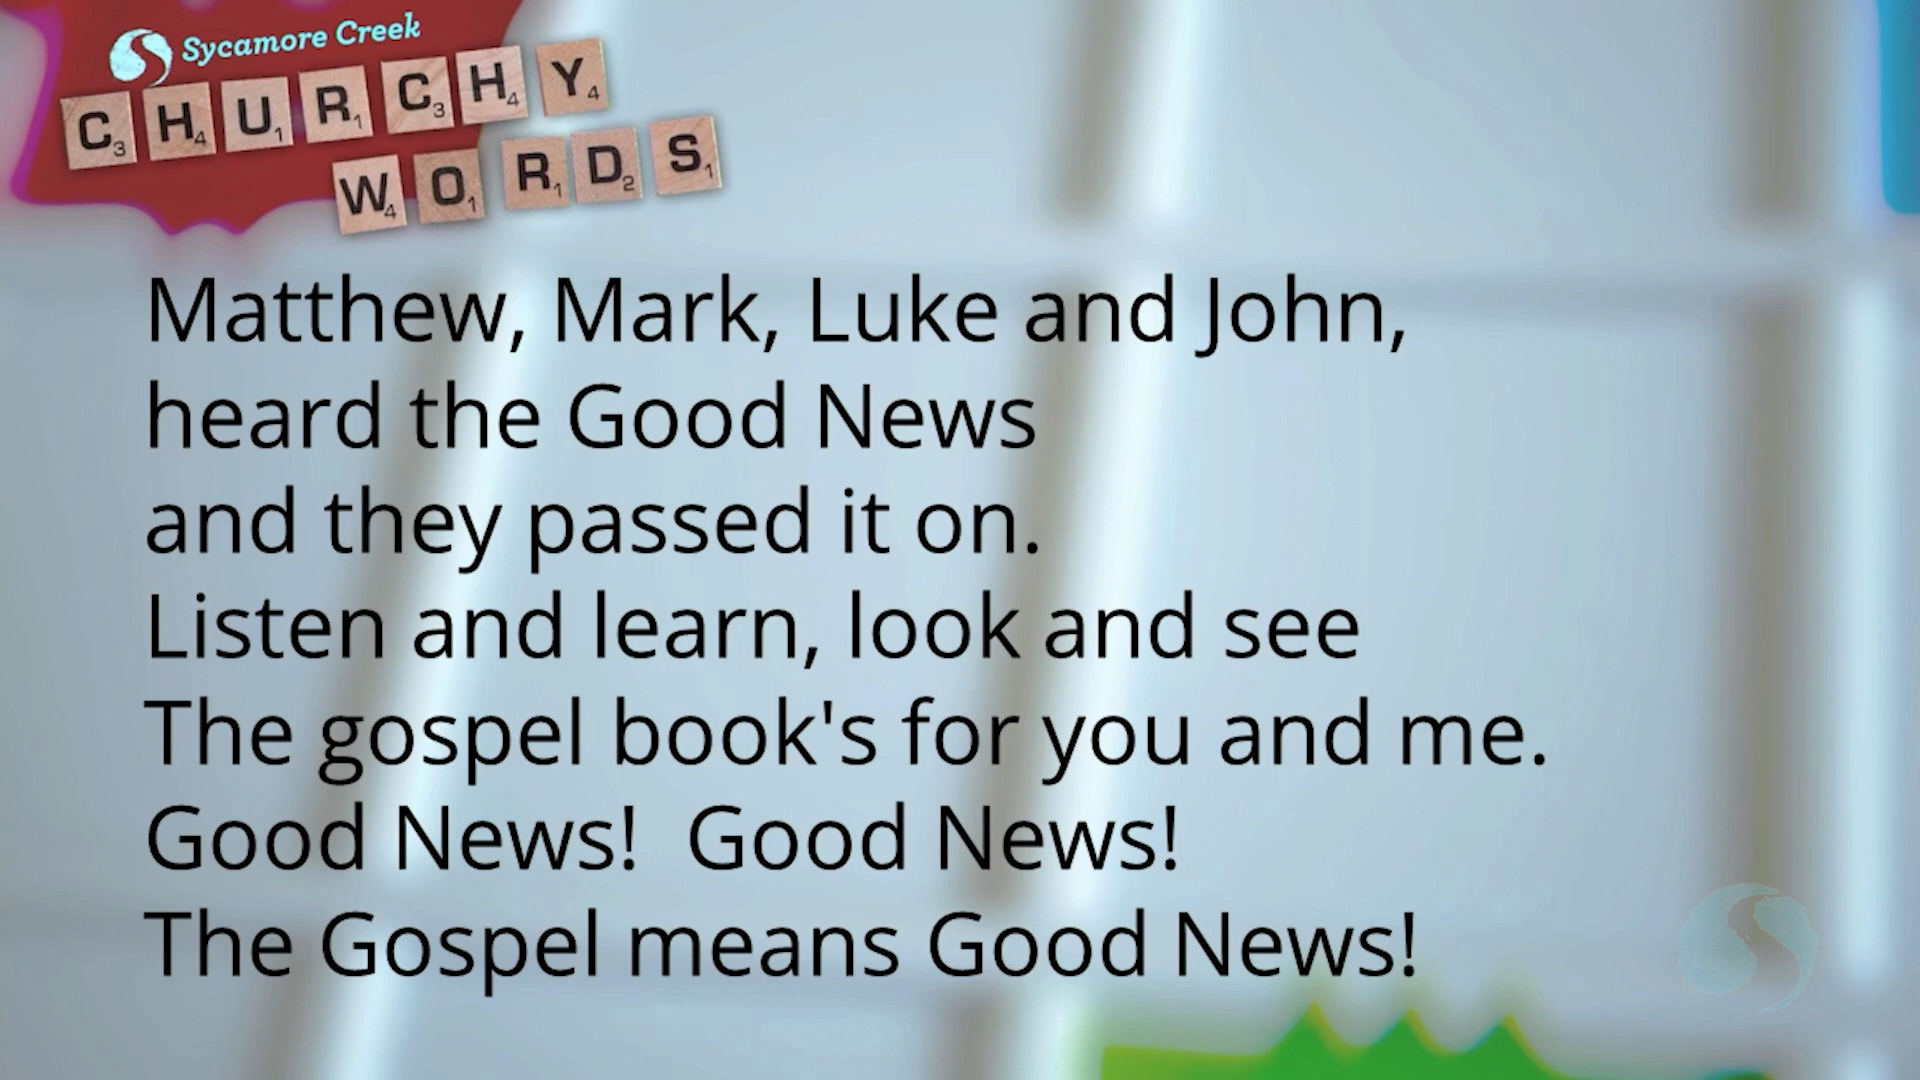 Sycamore Creek
CHURCHY
WORDS
Matthew, Mark, Luke and John,
heard the Good News
and they passed it on.
Listen and learn, look and see
The gospel book's for you and me.
Good News!  Good News!
The Gospel means Good News!